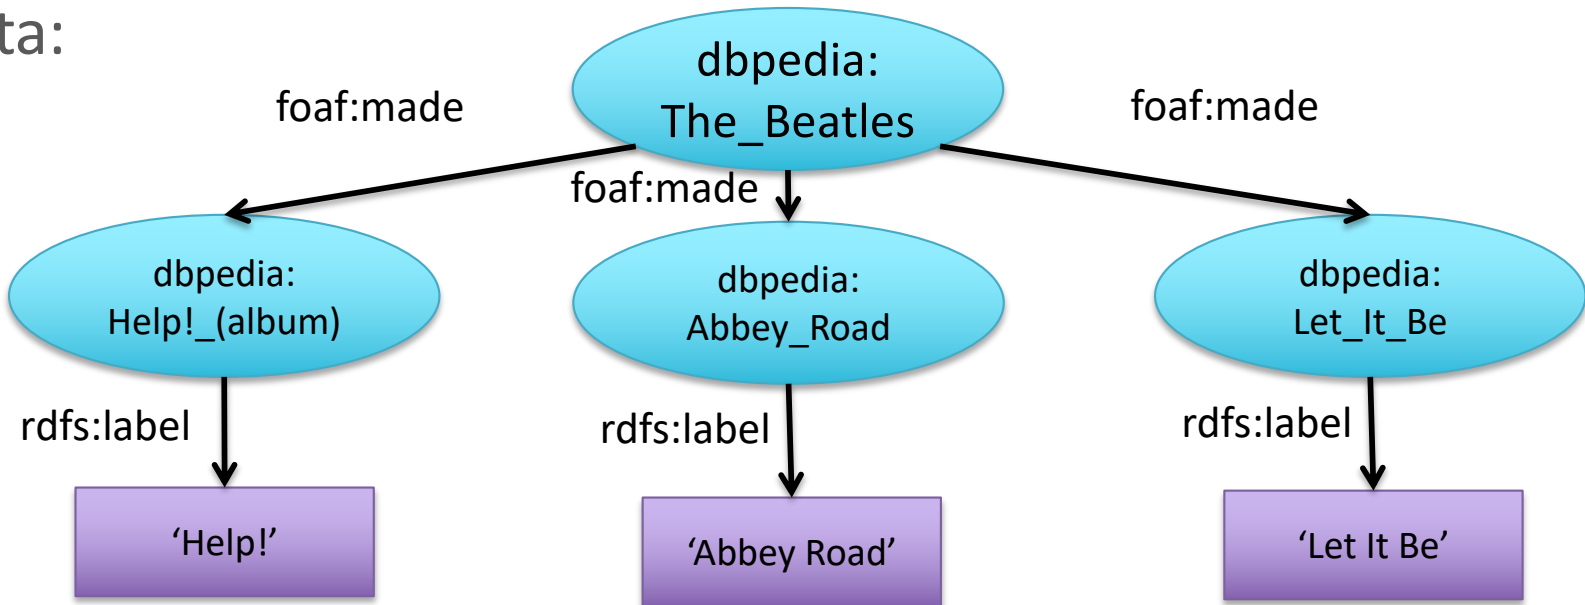 ta:
dbpedia:
The_Beatles
foaf:made
foaf:made
foaf:made
dbpedia:
Help!_(album)
dbpedia:
Abbey_Road
dbpedia:
Let_It_Be
rdfs:label
rdfs:label
rdfs:label
‘Help!’
‘Abbey Road’
‘Let It Be’